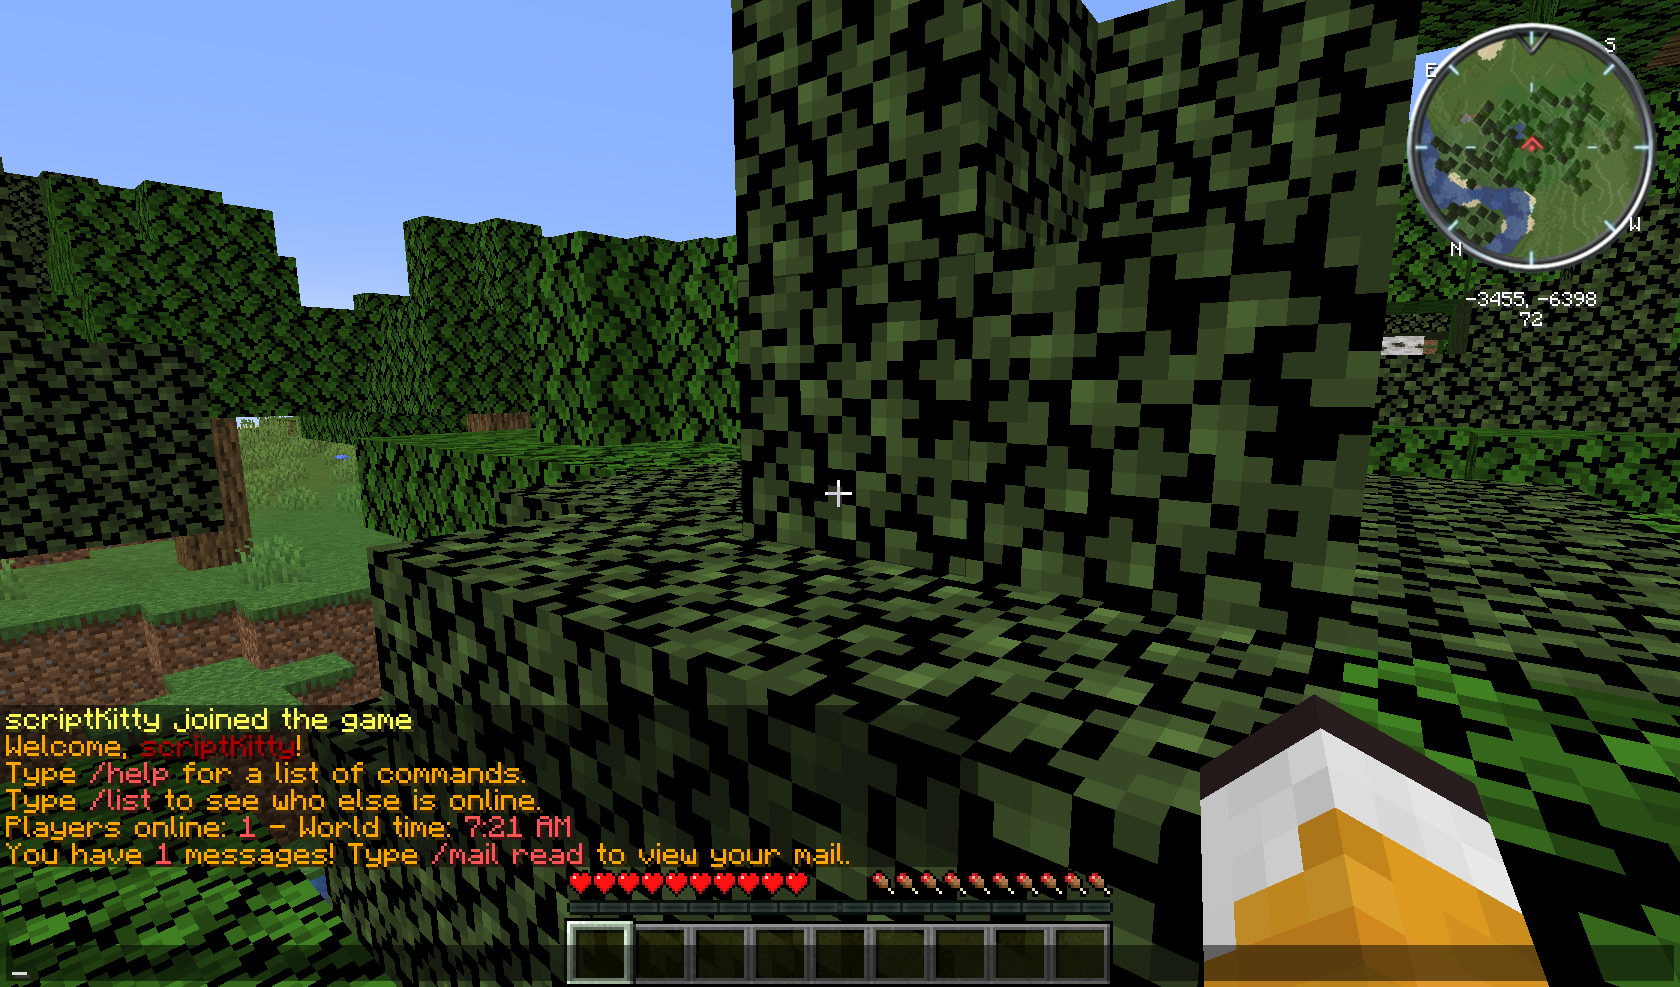 S
E
W
N
-3455, -6398
72
scriptKitty joined the game
Welcome, scriptKitty!
Type /help for a list of commands.
Type /list to see who else is online.
Players online: 1 – World time: 7:21 AM
You have 1 messages! Type /mail read to view your mail.
_